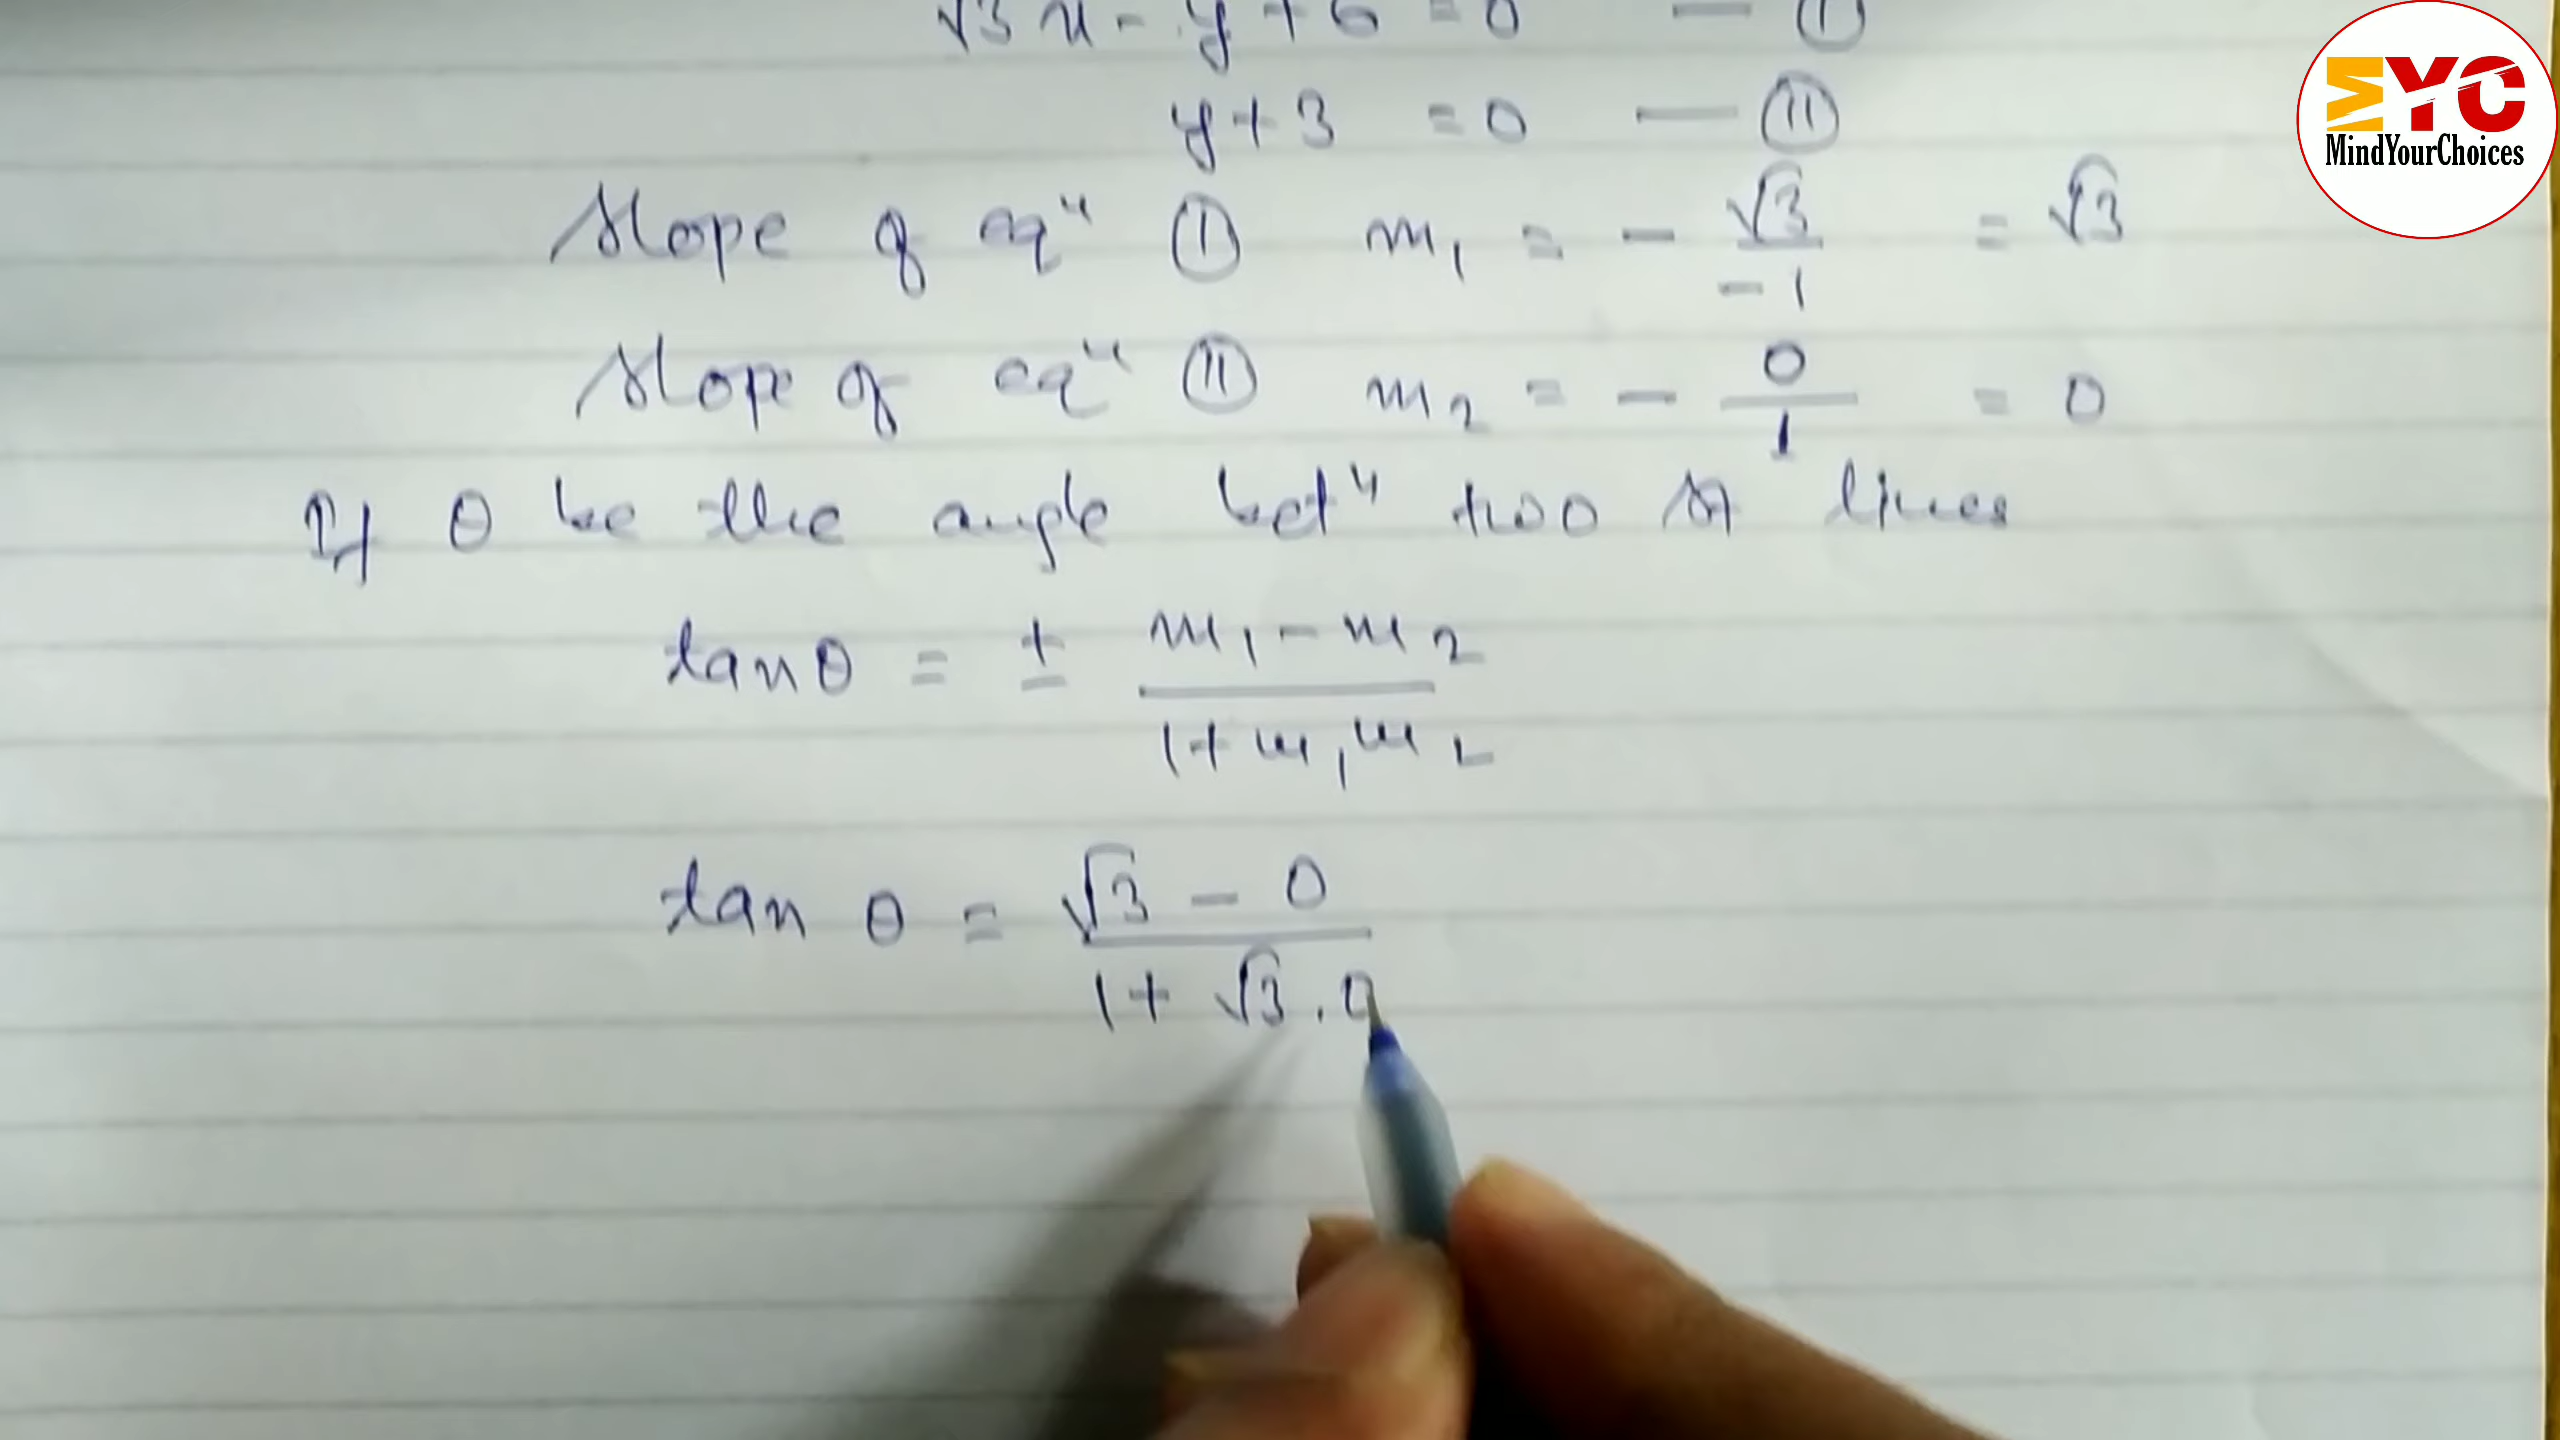 √3 x - y + 6 = 0 — I
y + 3 = 0 — II
MYC
MindYourChoices
Slope of eqⁿ I m₁ = - √3 / -1 = √3
Slope of eqⁿ II m₂ = - 0 / 1 = 0
If θ be the angle betⁿ two st lines
tan θ = ± m₁ - m₂ / 1 + m₁m₂
tan θ = √3 - 0 / 1 + √3 . 0